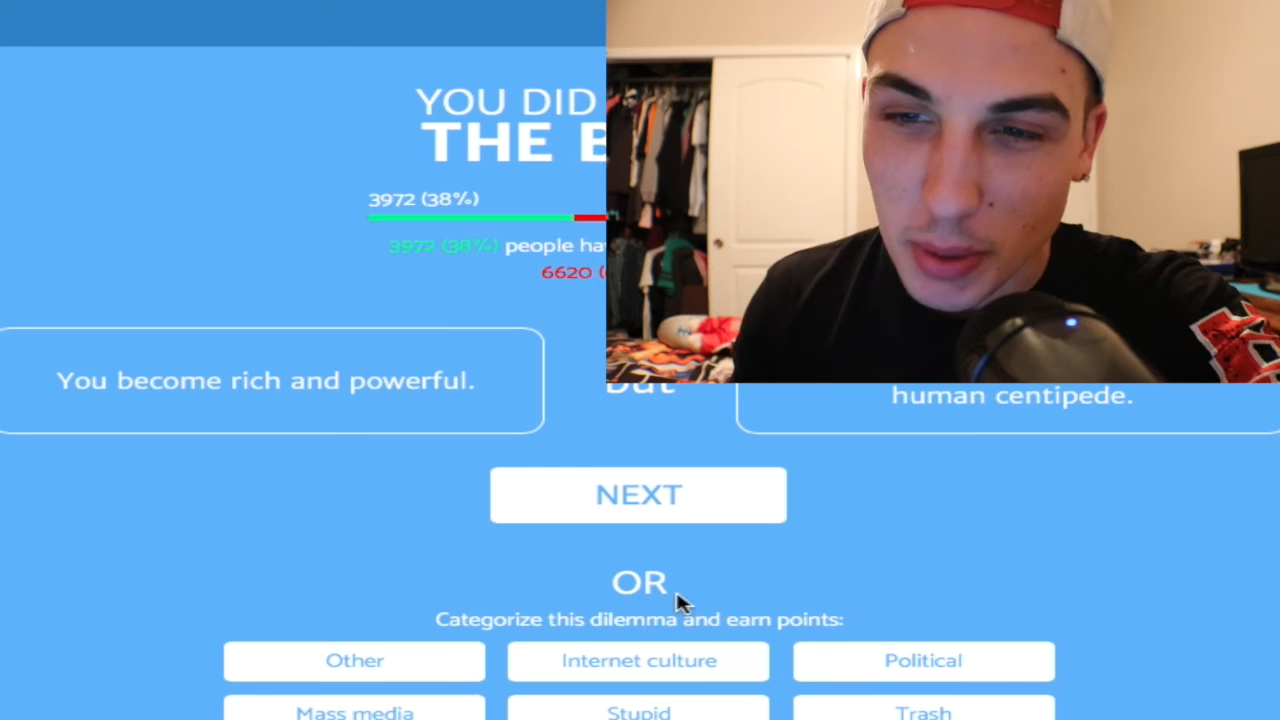 YOU DID
THE B
3972 (38%)
3972 (38%) people ha
6620 (
You become rich and powerful.
but
human centipede.
NEXT
OR
Categorize this dilemma and earn points:
Other
Internet culture
Political
Mass media
Stupid
Trash